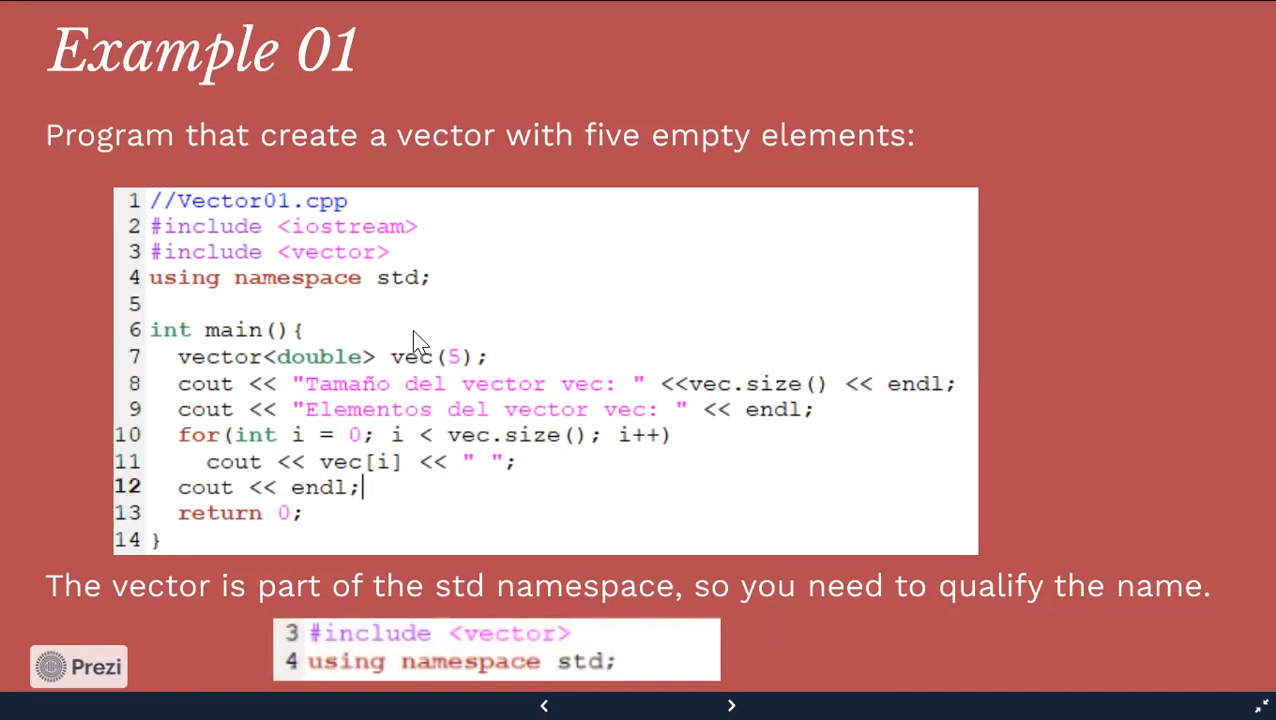 Example 01
Program that create a vector with five empty elements:
1 //Vector01.cpp
2 #include <iostream>
3 #include <vector>
4 using namespace std;
5
6 int main(){
7   vector<double> vec(5);
8   cout << "Tamaño del vector vec: " <<vec.size() << endl;
9   cout << "Elementos del vector vec: " << endl;
10   for(int i = 0; i < vec.size(); i++)
11     cout << vec[i] << " ";
12   cout << endl;
13   return 0;
14 }
The vector is part of the std namespace, so you need to qualify the name.
3 #include <vector>
4 using namespace std;
Prezi